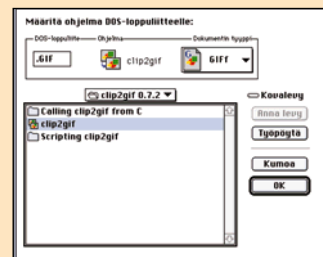 Määritä ohjelma DOS-loppuliitteelle:
DOS-loppuliite Ohjelma Dokumentin tyyppi
.GIF clip2gif GIFf
clip2gif 0.7.2
Kovalevy
Calling clip2gif from C
clip2gif
Scripting clip2gif
Anna levy
Työpöytä
Kumoa
OK